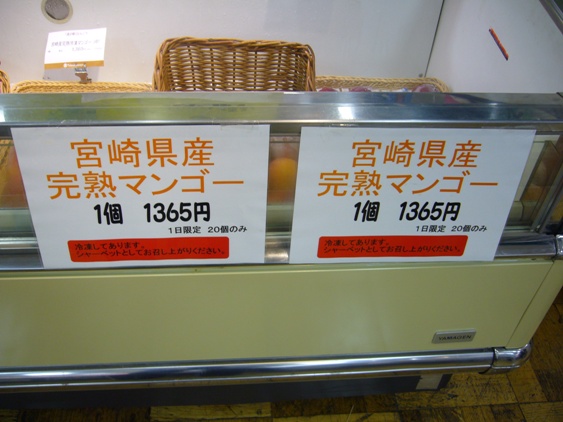 宮崎県産
完熟マンゴー
1個 1365円
1日限定 20個のみ
冷凍してあります。
シャーベットとしてお召し上がりください。
宮崎県産
完熟マンゴー
1個 1365円
1日限定 20個のみ
冷凍してあります。
シャーベットとしてお召し上がりください。